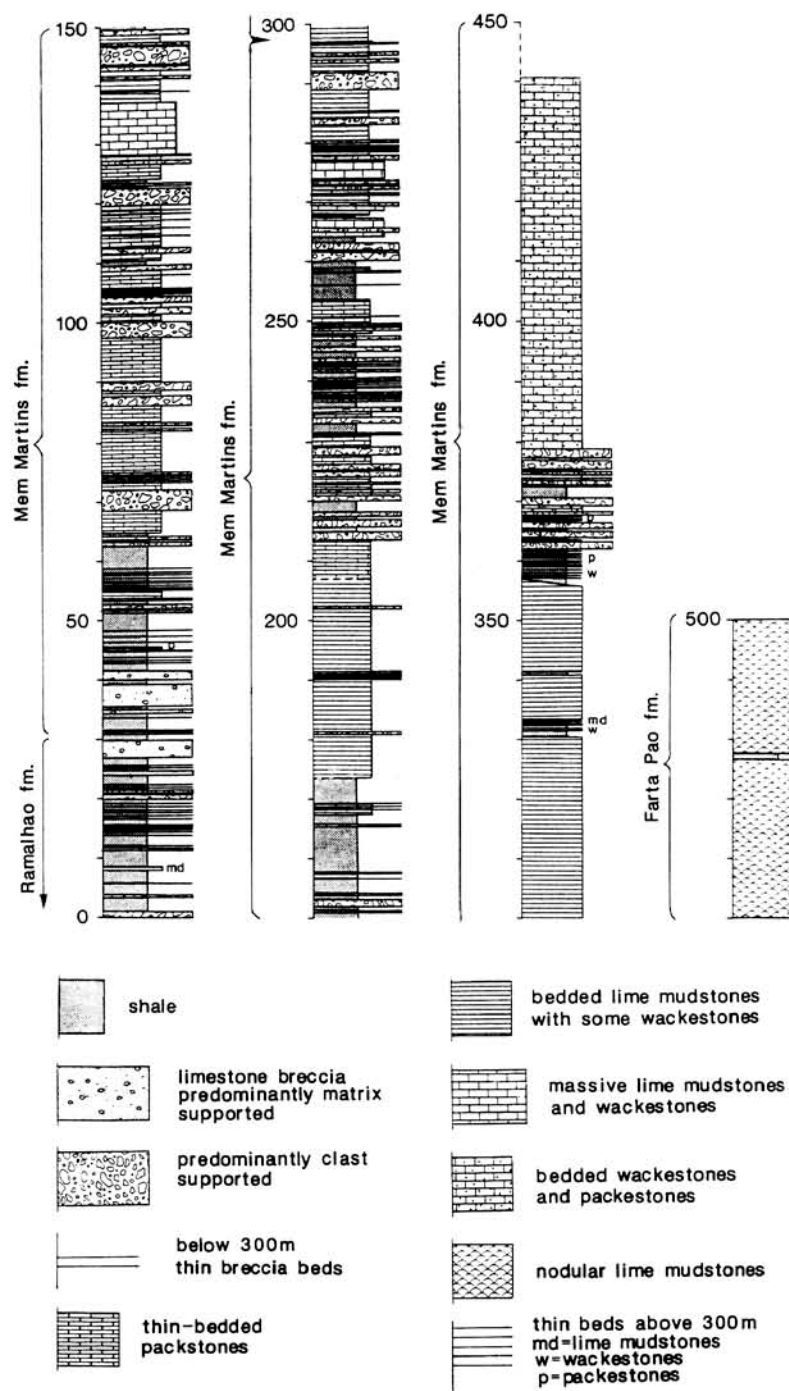 150
100
50
0
Mem Martins fm.
Ramalhao fm.
p
md
300
250
200
Mem Martins fm.
450
400
350
Mem Martins fm.
p
w
md
w
500
Farta Pao fm.
shale
limestone breccia
predominantly matrix
supported
predominantly clast
supported
below 300m
thin breccia beds
thin-bedded
packstones
bedded lime mudstones
with some wackestones
massive lime mudstones
and wackestones
bedded wackestones
and packestones
nodular lime mudstones
thin beds above 300m
md=lime mudstones
w=wackestones
p=packestones